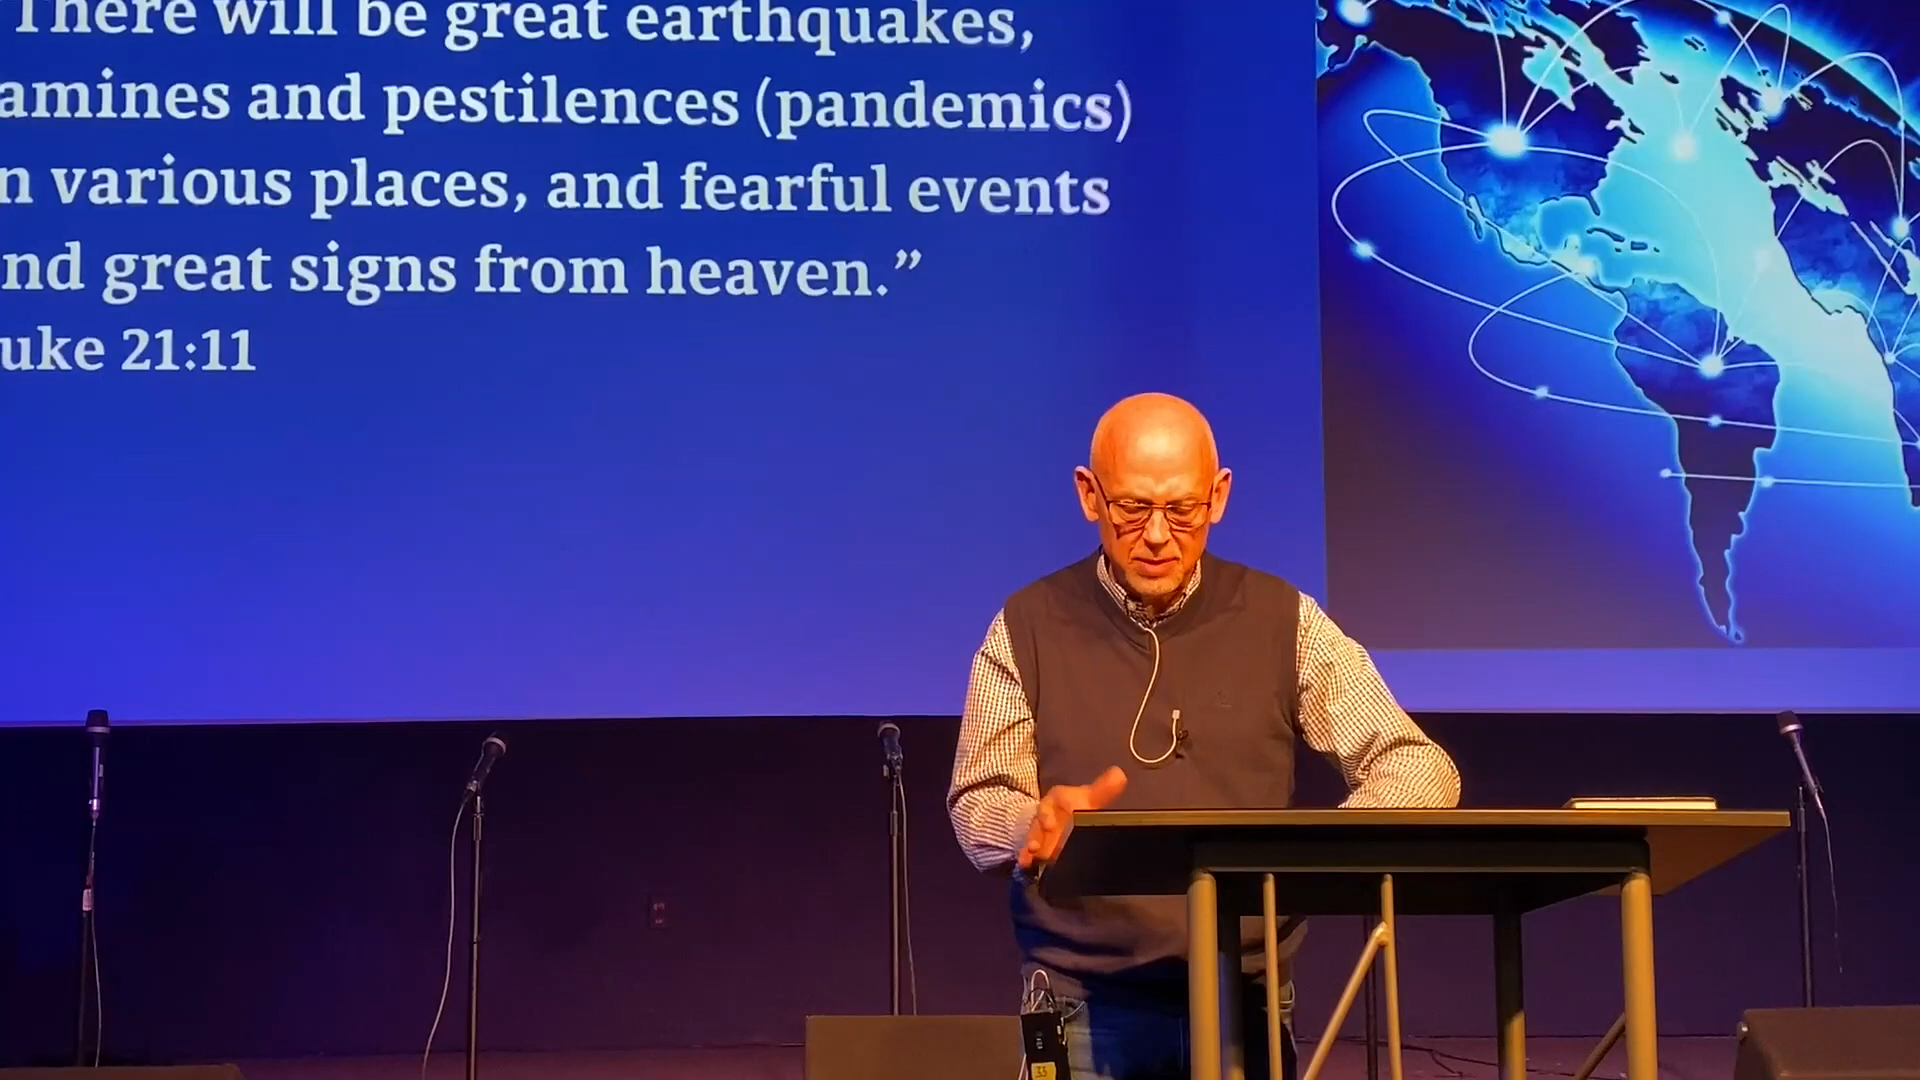 There will be great earthquakes,
amines and pestilences (pandemics)
n various places, and fearful events
nd great signs from heaven.”
uke 21:11
33